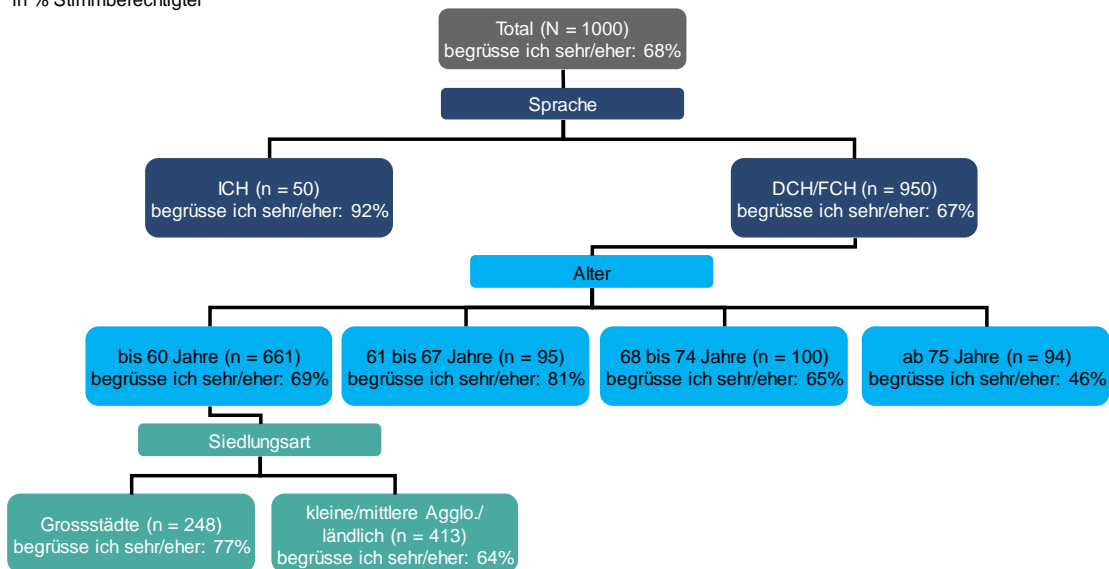 in % Stimmberechtigter
Total (N = 1000)
begrüsse ich sehr/eher: 68%
Sprache
ICH (n = 50)
begrüsse ich sehr/eher: 92%
DCH/FCH (n = 950)
begrüsse ich sehr/eher: 67%
Alter
bis 60 Jahre (n = 661)
begrüsse ich sehr/eher: 69%
61 bis 67 Jahre (n = 95)
begrüsse ich sehr/eher: 81%
68 bis 74 Jahre (n = 100)
begrüsse ich sehr/eher: 65%
ab 75 Jahre (n = 94)
begrüsse ich sehr/eher: 46%
Siedlungsart
Grossstädte (n = 248)
begrüsse ich sehr/eher: 77%
kleine/mittlere Agglo./
ländlich (n = 413)
begrüsse ich sehr/eher: 64%